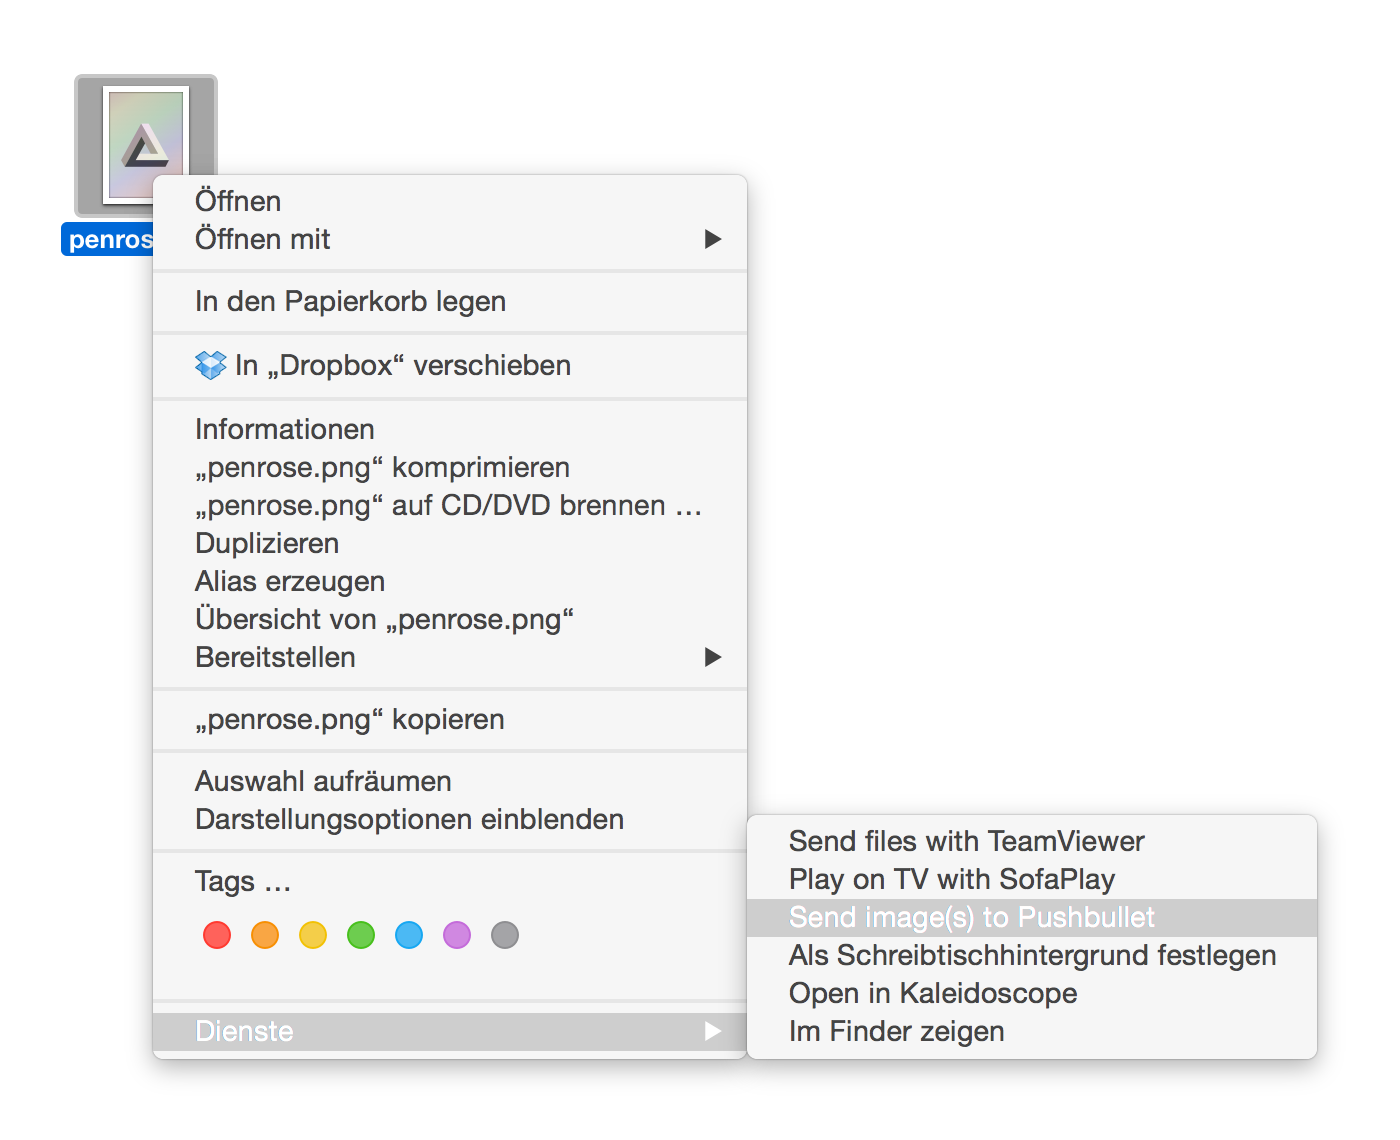 penros
Öffnen
Öffnen mit
In den Papierkorb legen
In „Dropbox“ verschieben
Informationen
„penrose.png“ komprimieren
„penrose.png“ auf CD/DVD brennen …
Duplizieren
Alias erzeugen
Übersicht von „penrose.png“
Bereitstellen
„penrose.png“ kopieren
Auswahl aufräumen
Darstellungsoptionen einblenden
Tags …
Dienste
Send files with TeamViewer
Play on TV with SofaPlay
Send image(s) to Pushbullet
Als Schreibtischhintergrund festlegen
Open in Kaleidoscope
Im Finder zeigen